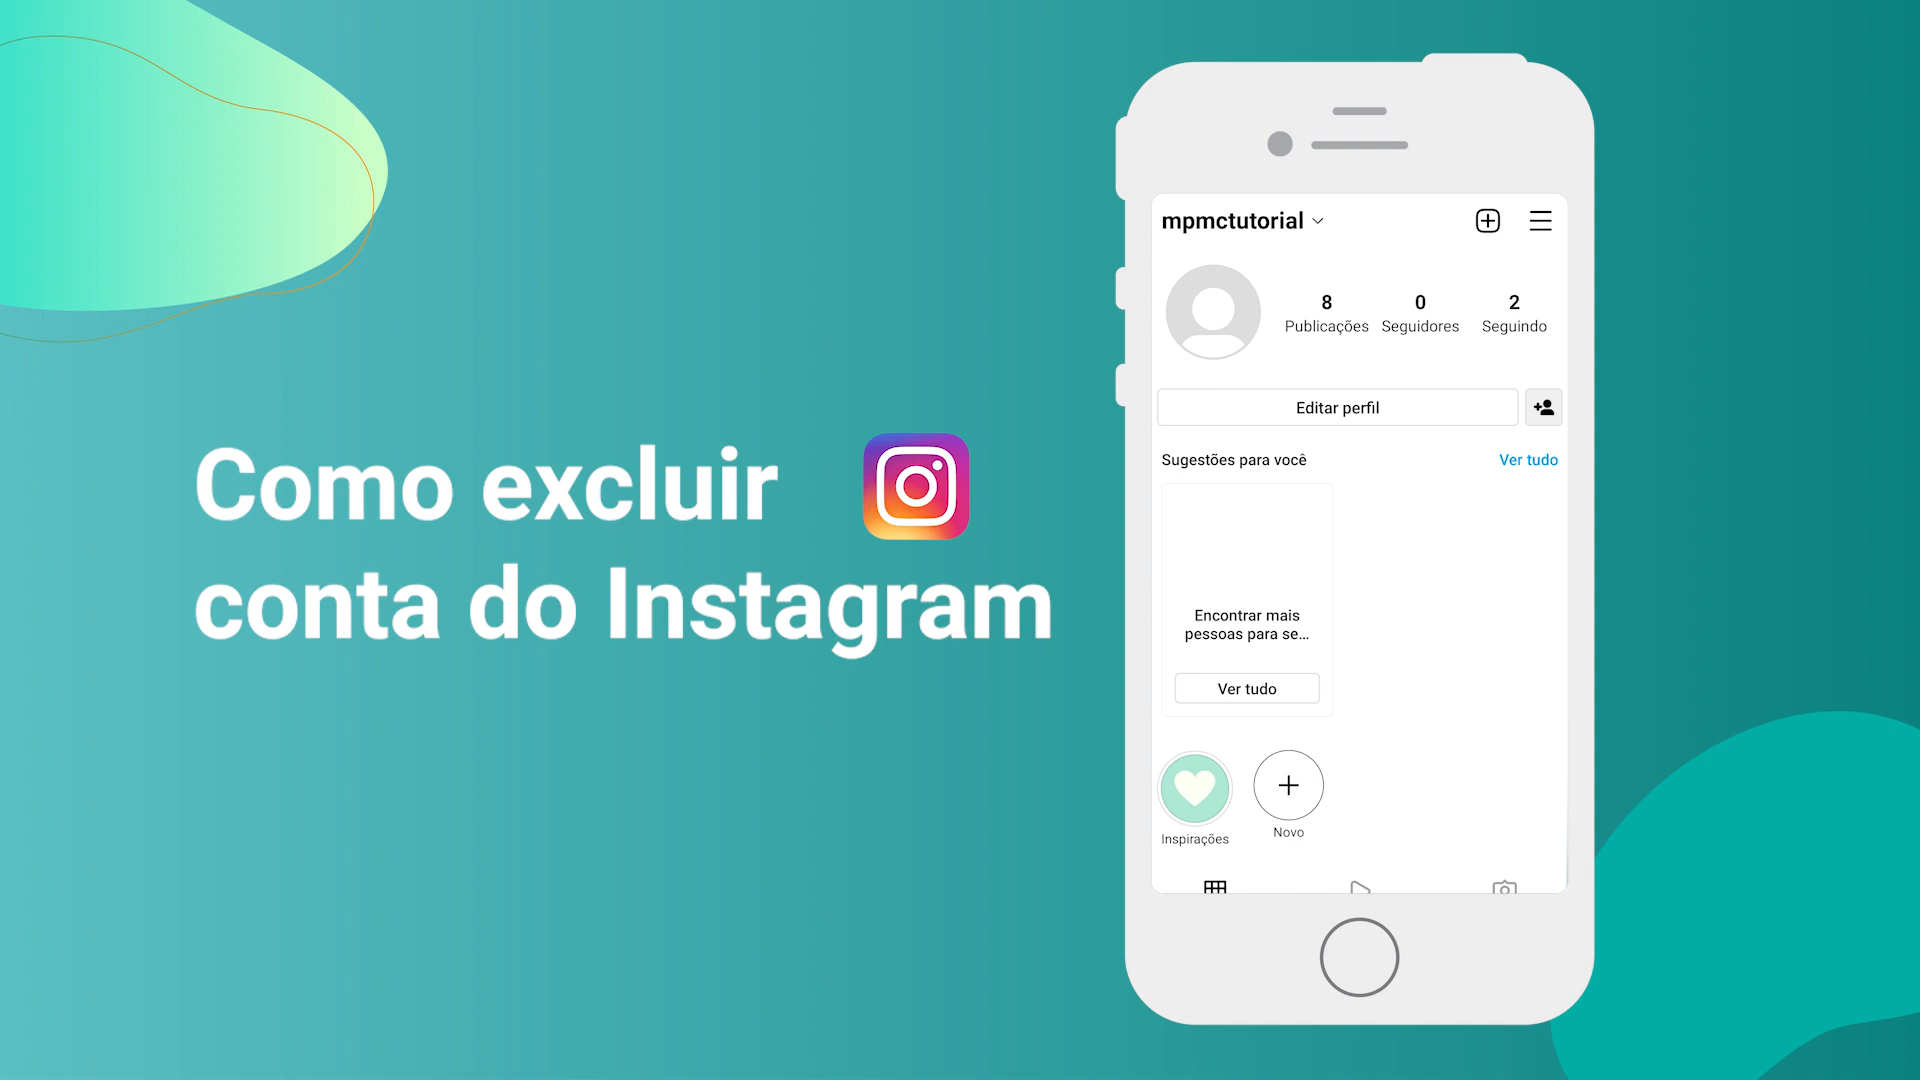 Como excluir
conta do Instagram
mpmctutorial
8 0 2
Publicações Seguidores Seguindo
Editar perfil
Sugestões para você Ver tudo
Encontrar mais
pessoas para se...
Ver tudo
Inspirações Novo